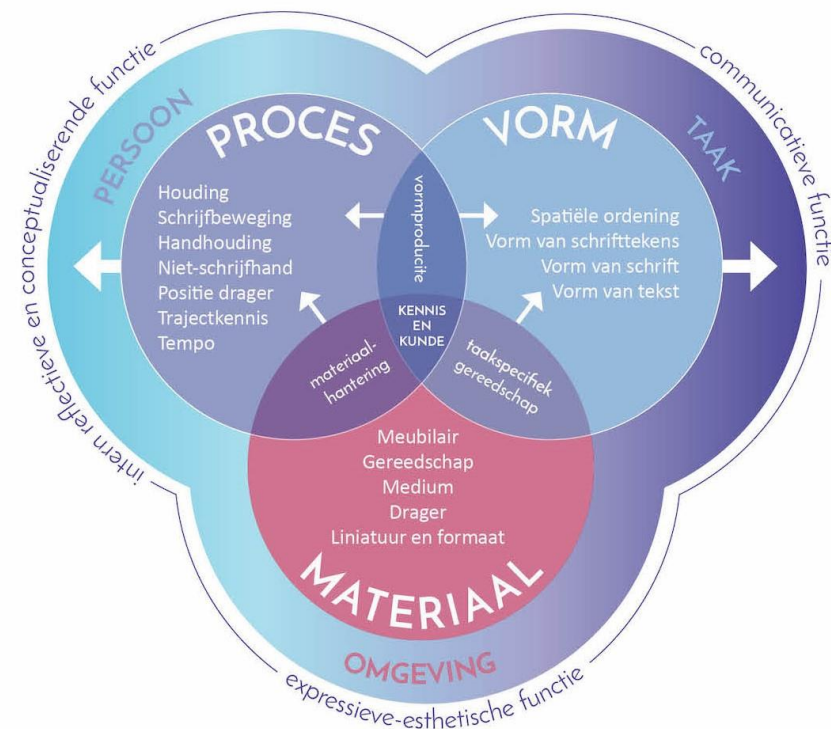 intern reflectieve en conceptualiserende functie
communicatieve functie
PERSOON
TAAK
PROCES
VORM
Houding
Schrijfbeweging
Handhouding
Niet-schrijfhand
Positie drager
Trajectkennis
Tempo
vormproducite
Spatiële ordening
Vorm van schrifttekens
Vorm van schrift
Vorm van tekst
KENNIS
EN
KUNDE
materiaal-
hantering
taakspecifiek
gereedschap
Meubilair
Gereedschap
Medium
Drager
Liniatuur en formaat
MATERIAAL
OMGEVING
expressieve-esthetische functie